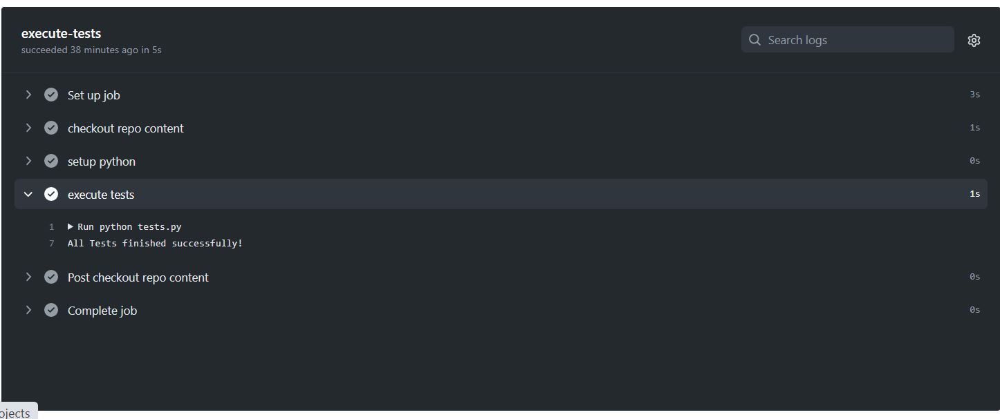 execute-tests
succeeded 38 minutes ago in 5s
Search logs
Set up job 3s
checkout repo content 1s
setup python 0s
execute tests 1s
1 Run python tests.py
7 All Tests finished successfully!
Post checkout repo content 0s
Complete job 0s
ojects